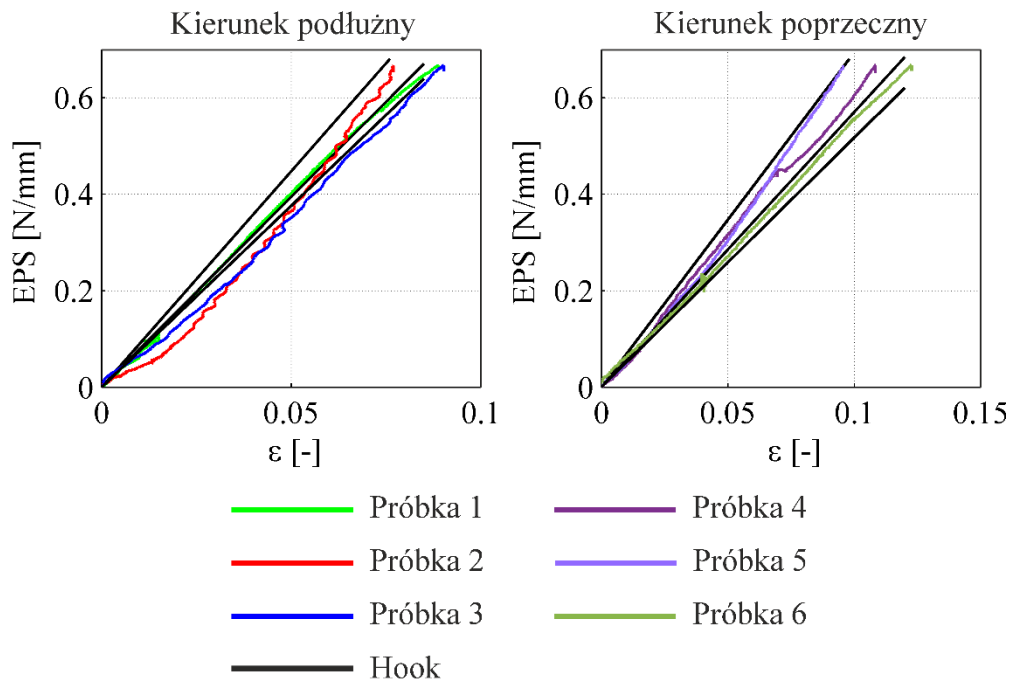 Kierunek podłużny
Kierunek poprzeczny
EPS [N/mm]
0.6
0.4
0.2
0
0
0.05
0.1
ε [-]
EPS [N/mm]
0.6
0.4
0.2
0
0
0.05
0.1
0.15
ε [-]
Próbka 1
Próbka 4
Próbka 2
Próbka 5
Próbka 3
Próbka 6
Hook